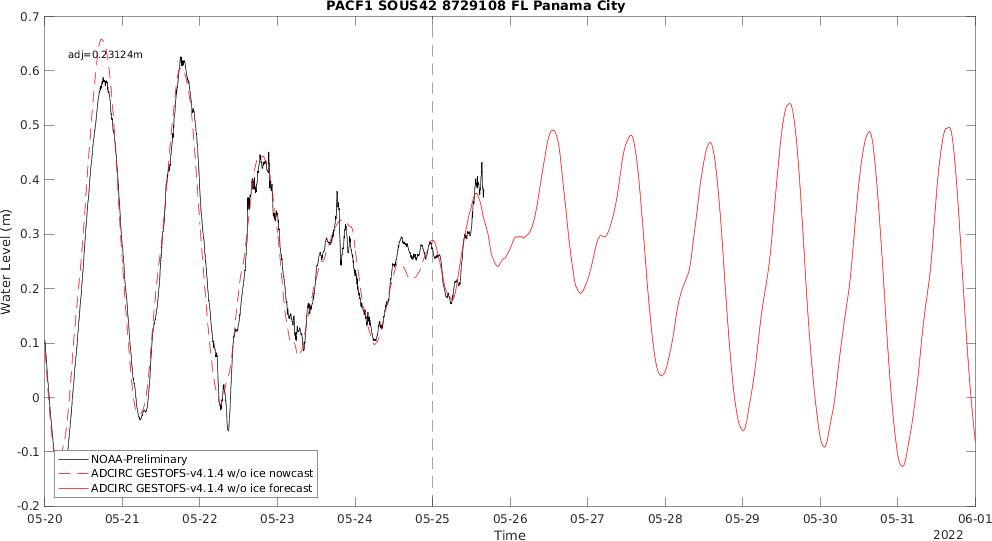 PACF1 SOUS42 8729108 FL Panama City
adj=0.23124m
0.7
0.6
0.5
0.4
0.3
0.2
0.1
0
-0.1
-0.2
Water Level (m)
NOAA-Preliminary
ADCIRC GESTOFS-v4.1.4 w/o ice nowcast
ADCIRC GESTOFS-v4.1.4 w/o ice forecast
05-20 05-21 05-22 05-23 05-24 05-25 05-26 05-27 05-28 05-29 05-30 05-31 06-01
Time
2022